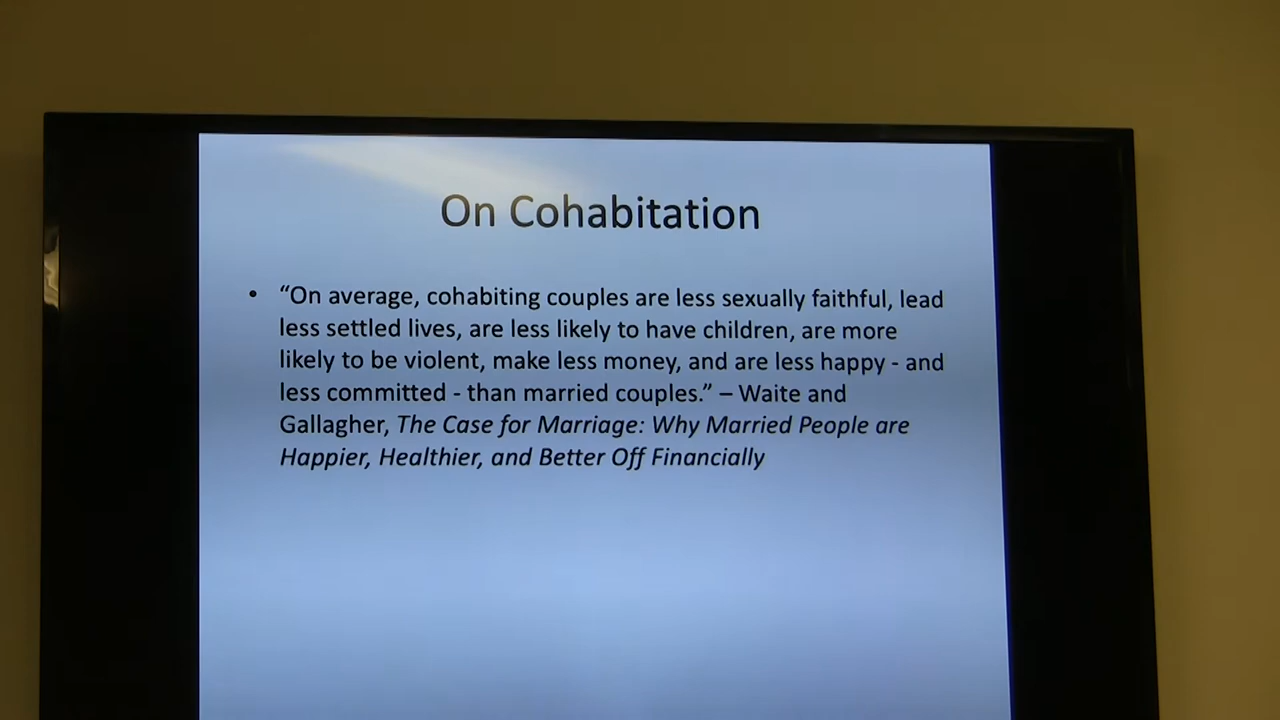 On Cohabitation
• “On average, cohabiting couples are less sexually faithful, lead
less settled lives, are less likely to have children, are more
likely to be violent, make less money, and are less happy - and
less committed - than married couples.” – Waite and
Gallagher, The Case for Marriage: Why Married People are
Happier, Healthier, and Better Off Financially